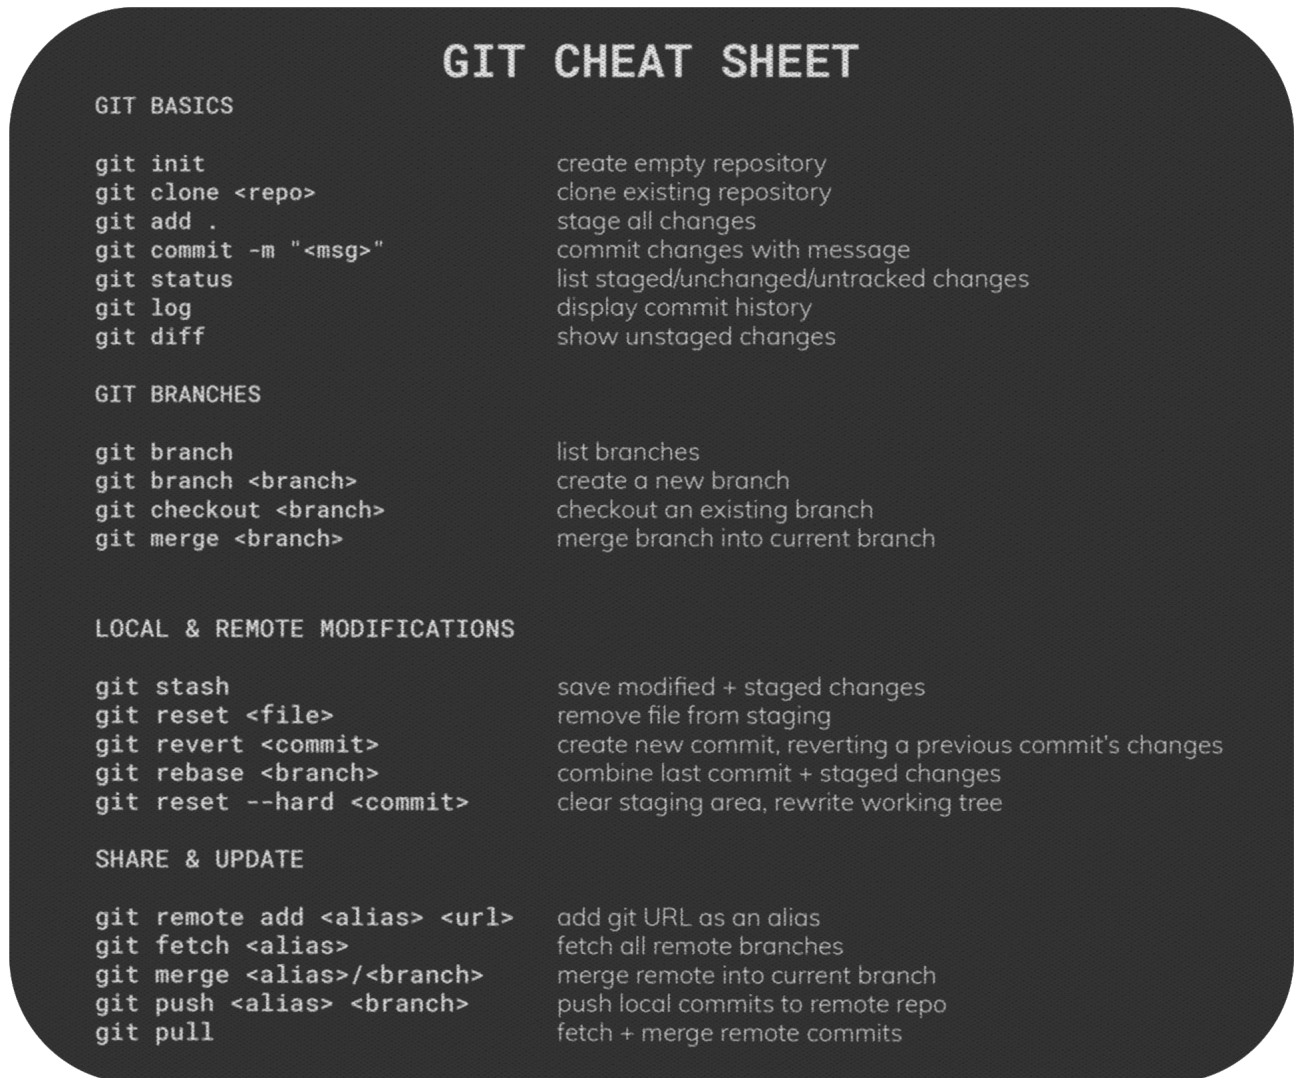 GIT CHEAT SHEET
GIT BASICS
git init create empty repository
git clone <repo> clone existing repository
git add . stage all changes
git commit -m "<msg>" commit changes with message
git status list staged/unchanged/untracked changes
git log display commit history
git diff show unstaged changes
GIT BRANCHES
git branch list branches
git branch <branch> create a new branch
git checkout <branch> checkout an existing branch
git merge <branch> merge branch into current branch
LOCAL & REMOTE MODIFICATIONS
git stash save modified + staged changes
git reset <file> remove file from staging
git revert <commit> create new commit, reverting a previous commit's changes
git rebase <branch> combine last commit + staged changes
git reset --hard <commit> clear staging area, rewrite working tree
SHARE & UPDATE
git remote add <alias> <url> add git URL as an alias
git fetch <alias> fetch all remote branches
git merge <alias>/<branch> merge remote into current branch
git push <alias> <branch> push local commits to remote repo
git pull fetch + merge remote commits